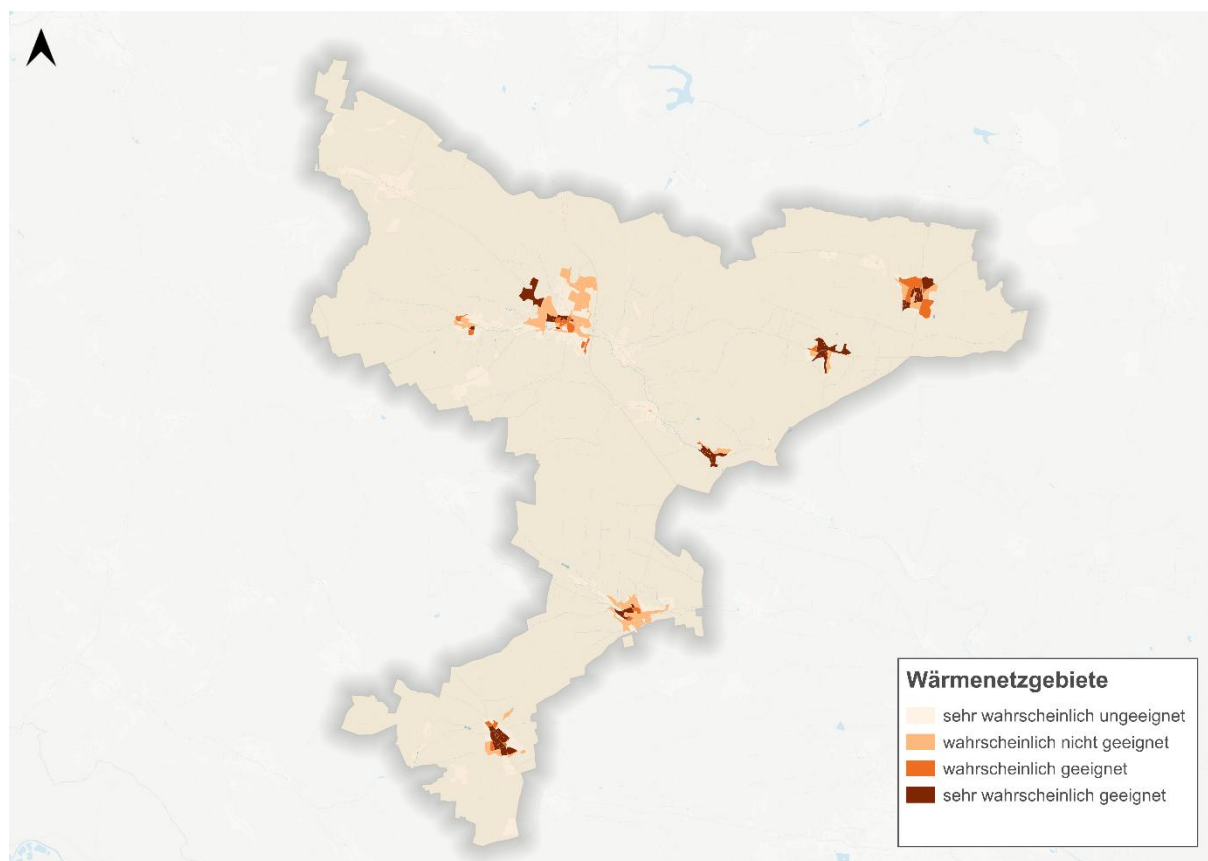 Wärmenetzgebiete
sehr wahrscheinlich ungeeignet
wahrscheinlich nicht geeignet
wahrscheinlich geeignet
sehr wahrscheinlich geeignet